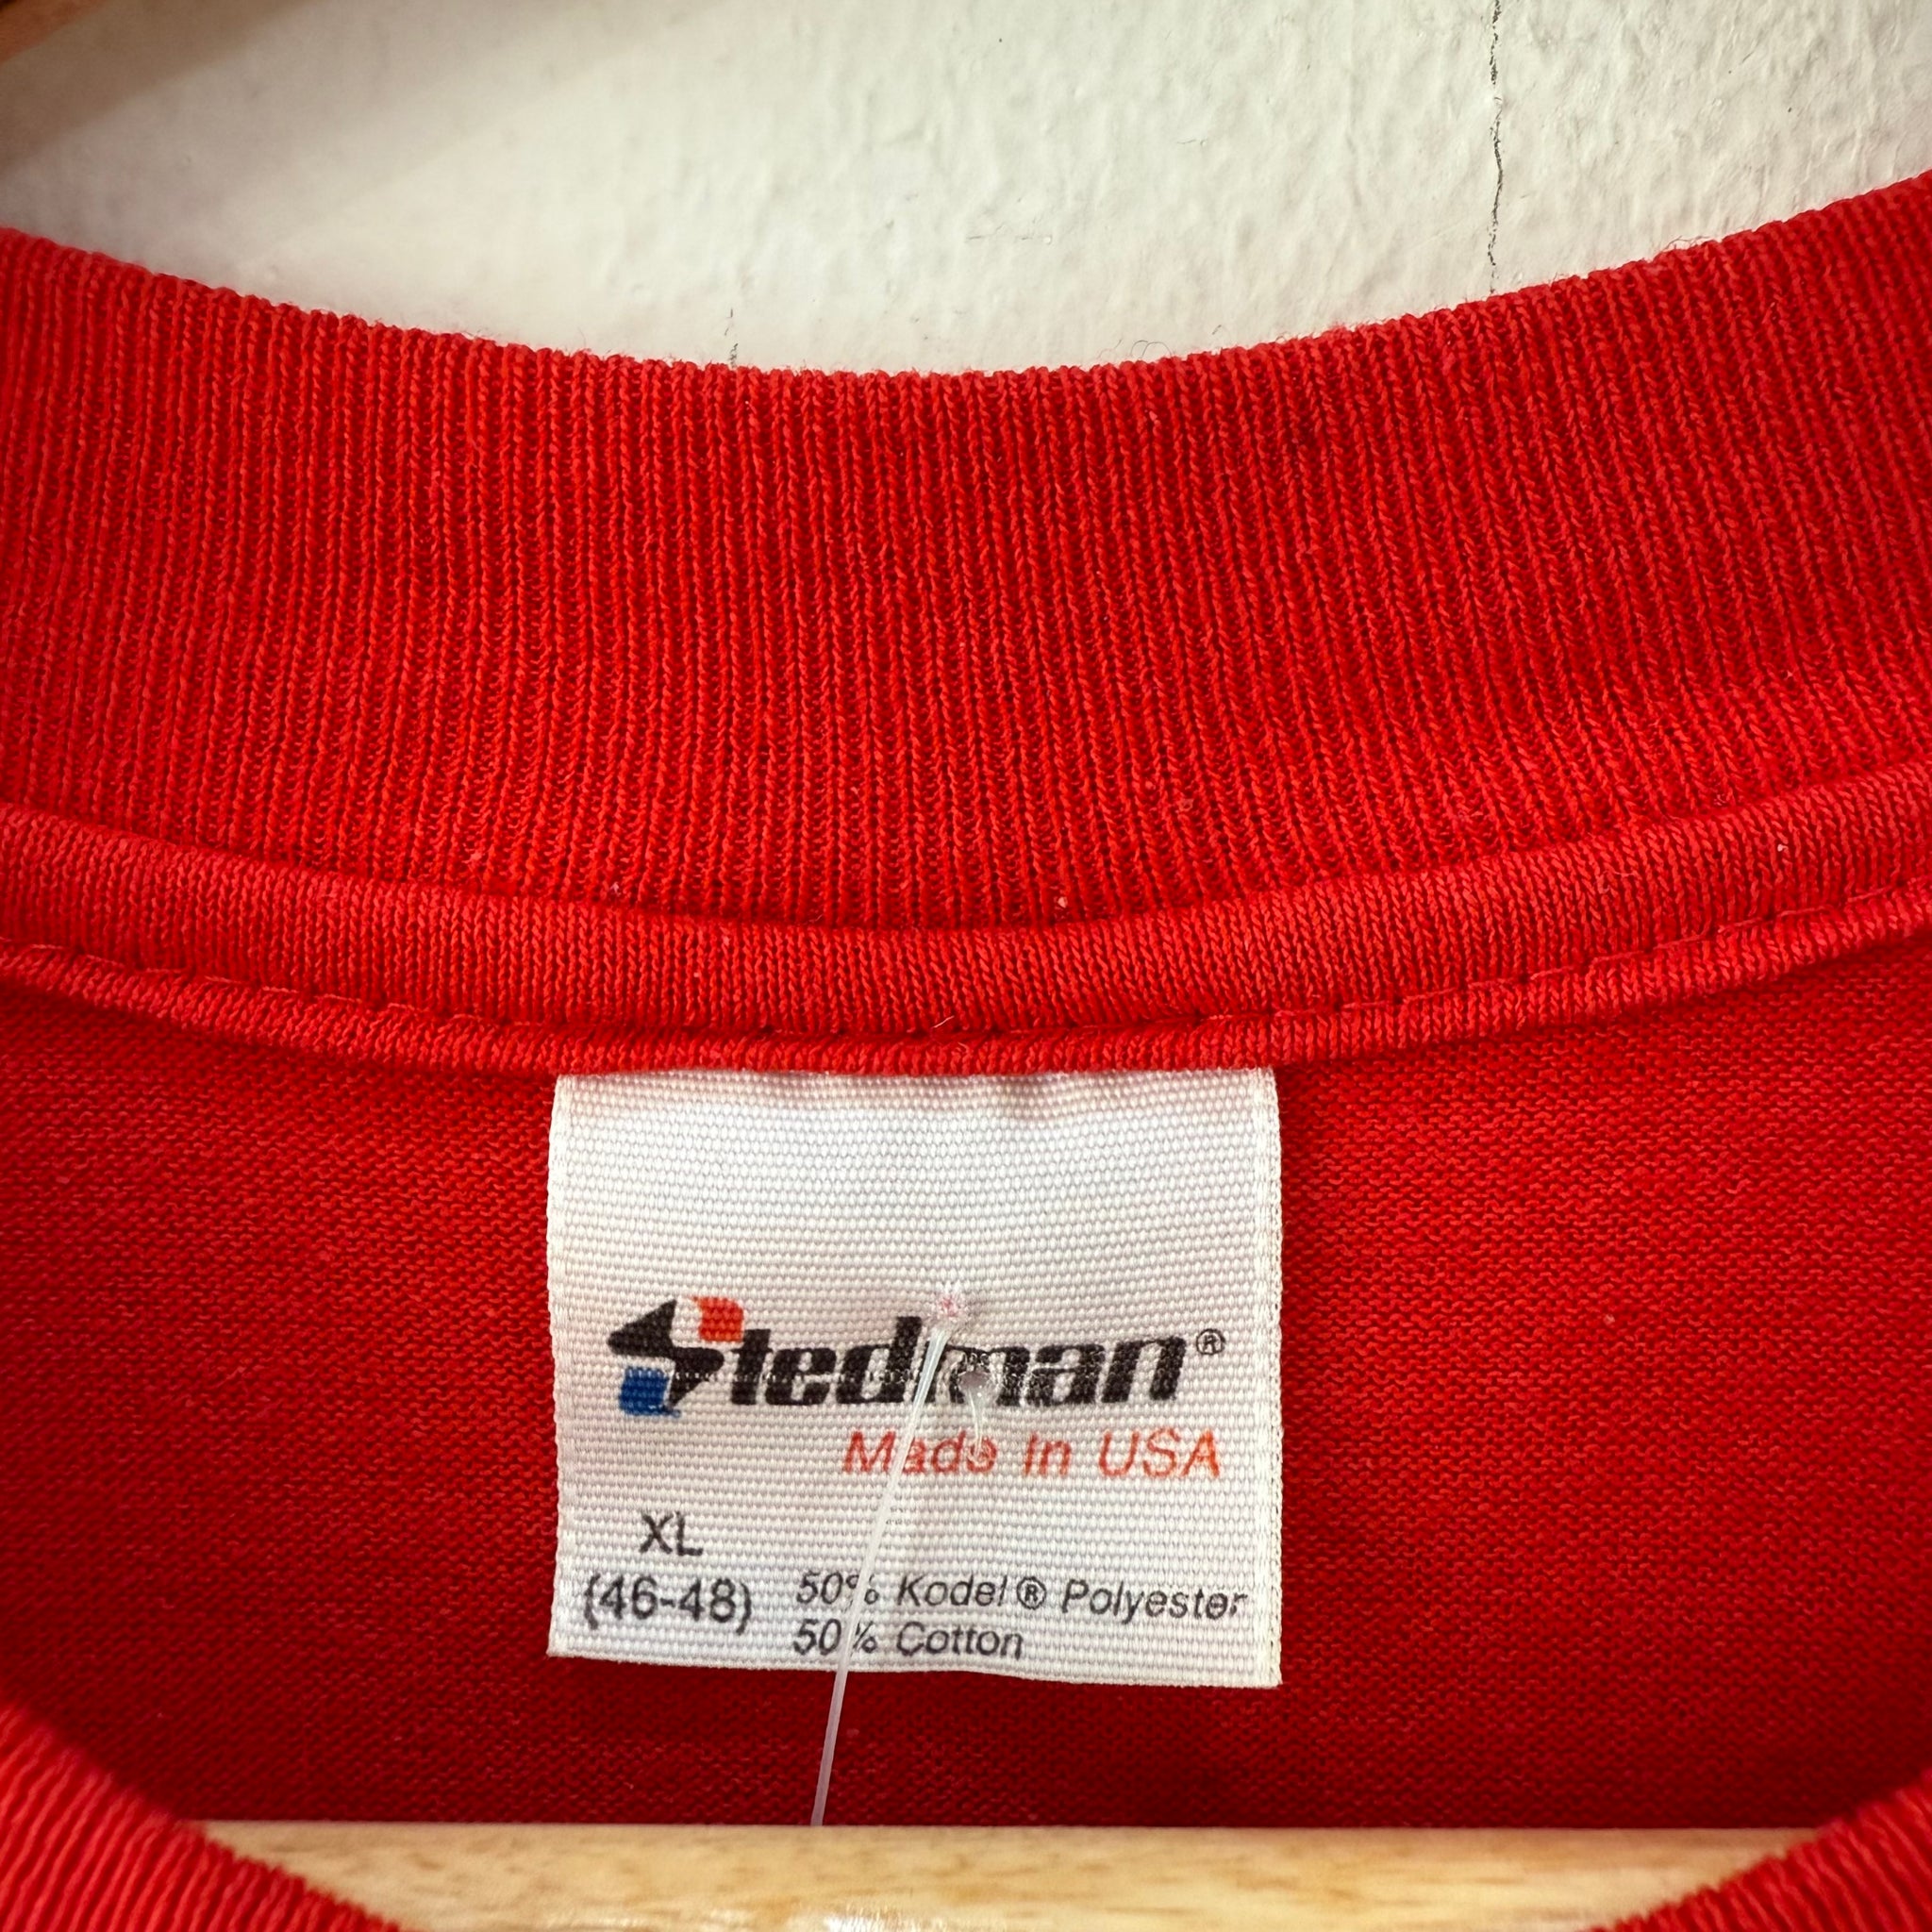 Stedman®
Made in USA
XL
(46-48)
50% Kodel® Polyester
50% Cotton